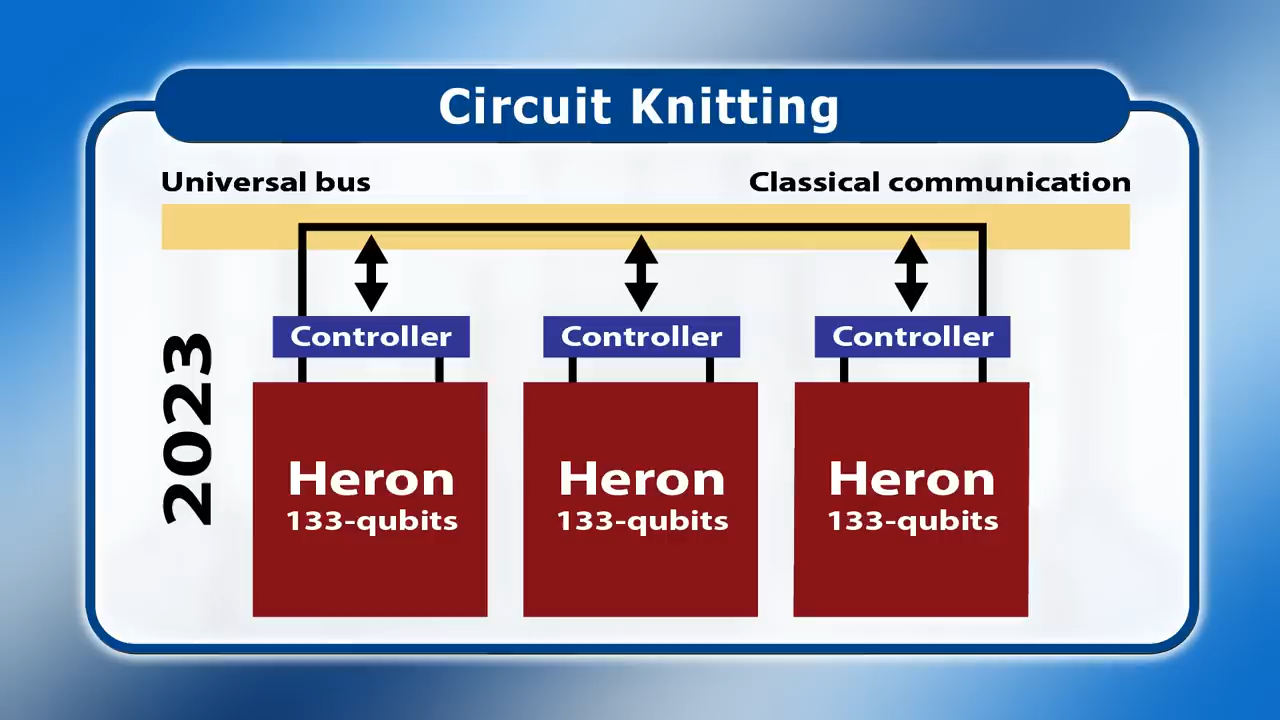 Circuit Knitting
Universal bus
Classical communication
2023
Controller
Controller
Controller
Heron
133-qubits
Heron
133-qubits
Heron
133-qubits